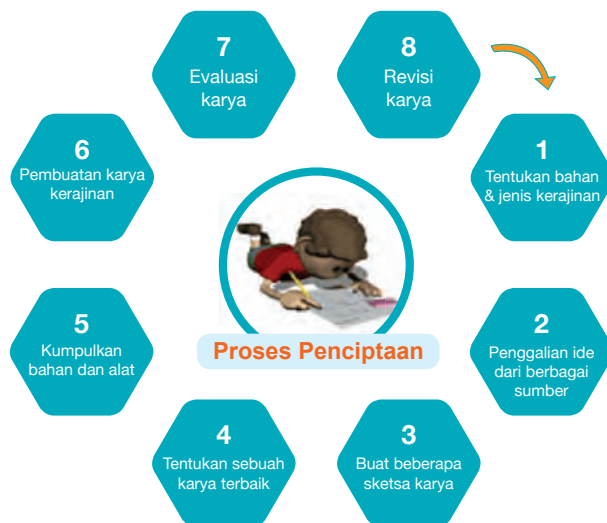 7
Evaluasi
karya
8
Revisi
karya
6
Pembuatan karya
kerajinan
1
Tentukan bahan
& jenis kerajinan
5
Kumpulkan
bahan dan alat
Proses Penciptaan
2
Penggalian ide
dari berbagai
sumber
4
Tentukan sebuah
karya terbaik
3
Buat beberapa
sketsa karya